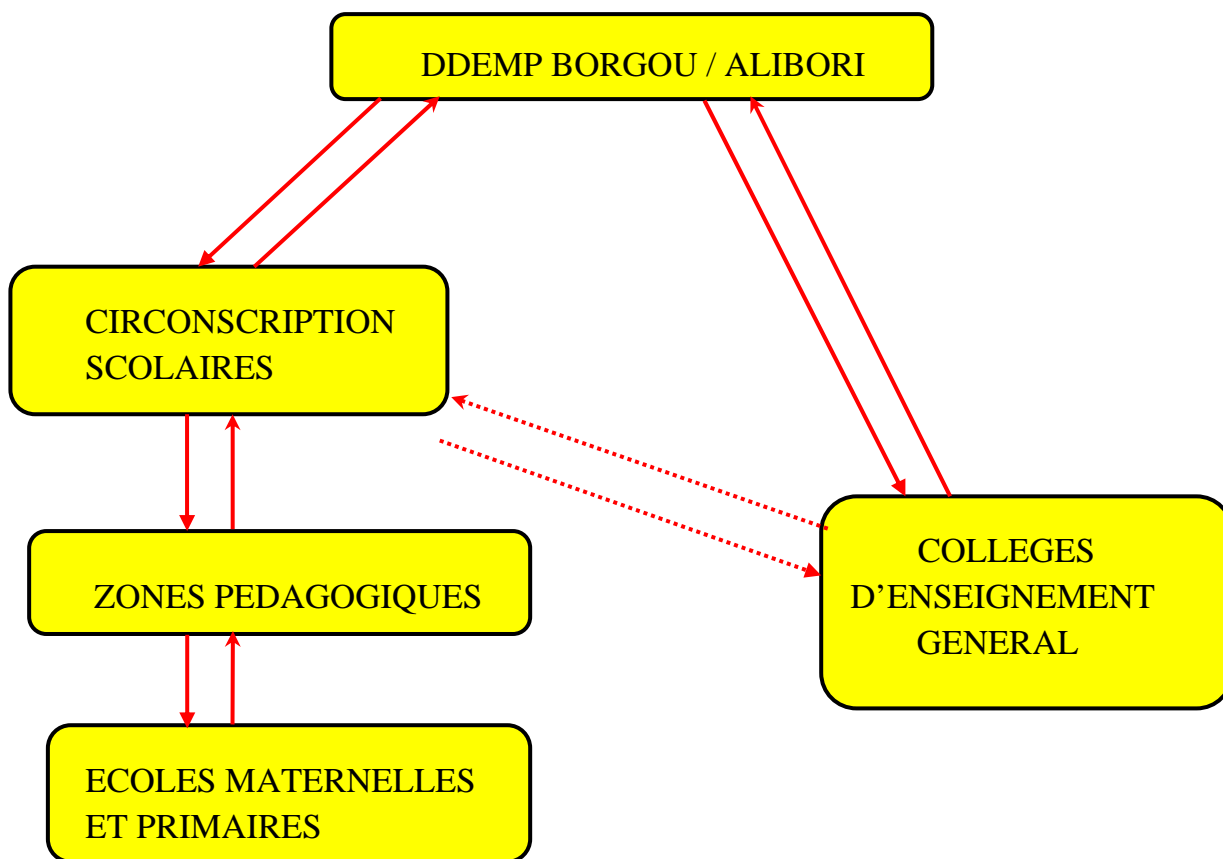 DDEMP BORGOU / ALIBORI
CIRCONSCRIPTION
SCOLAIRES
ZONES PEDAGOGIQUES
COLLEGES
D’ENSEIGNEMENT
GENERAL
ECOLES MATERNELLES
ET PRIMAIRES